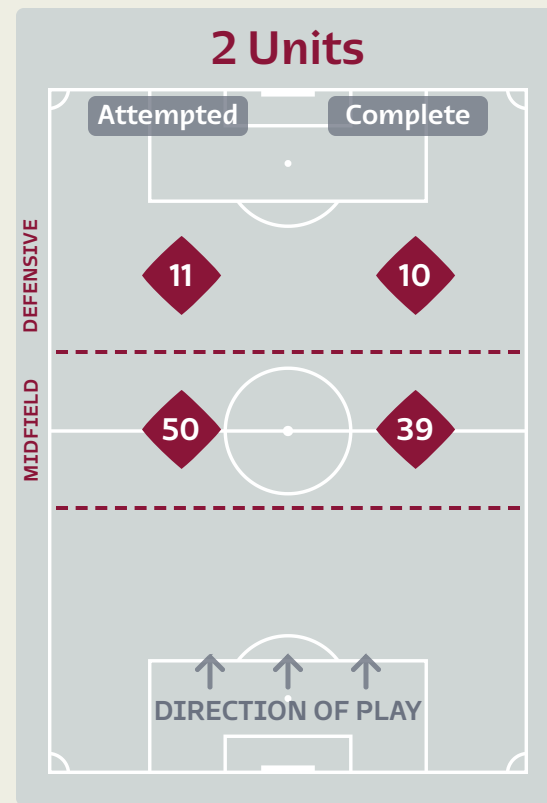 2 Units
Attempted Complete
DEFENSIVE
11 10
MIDFIELD
50 39
DIRECTION OF PLAY